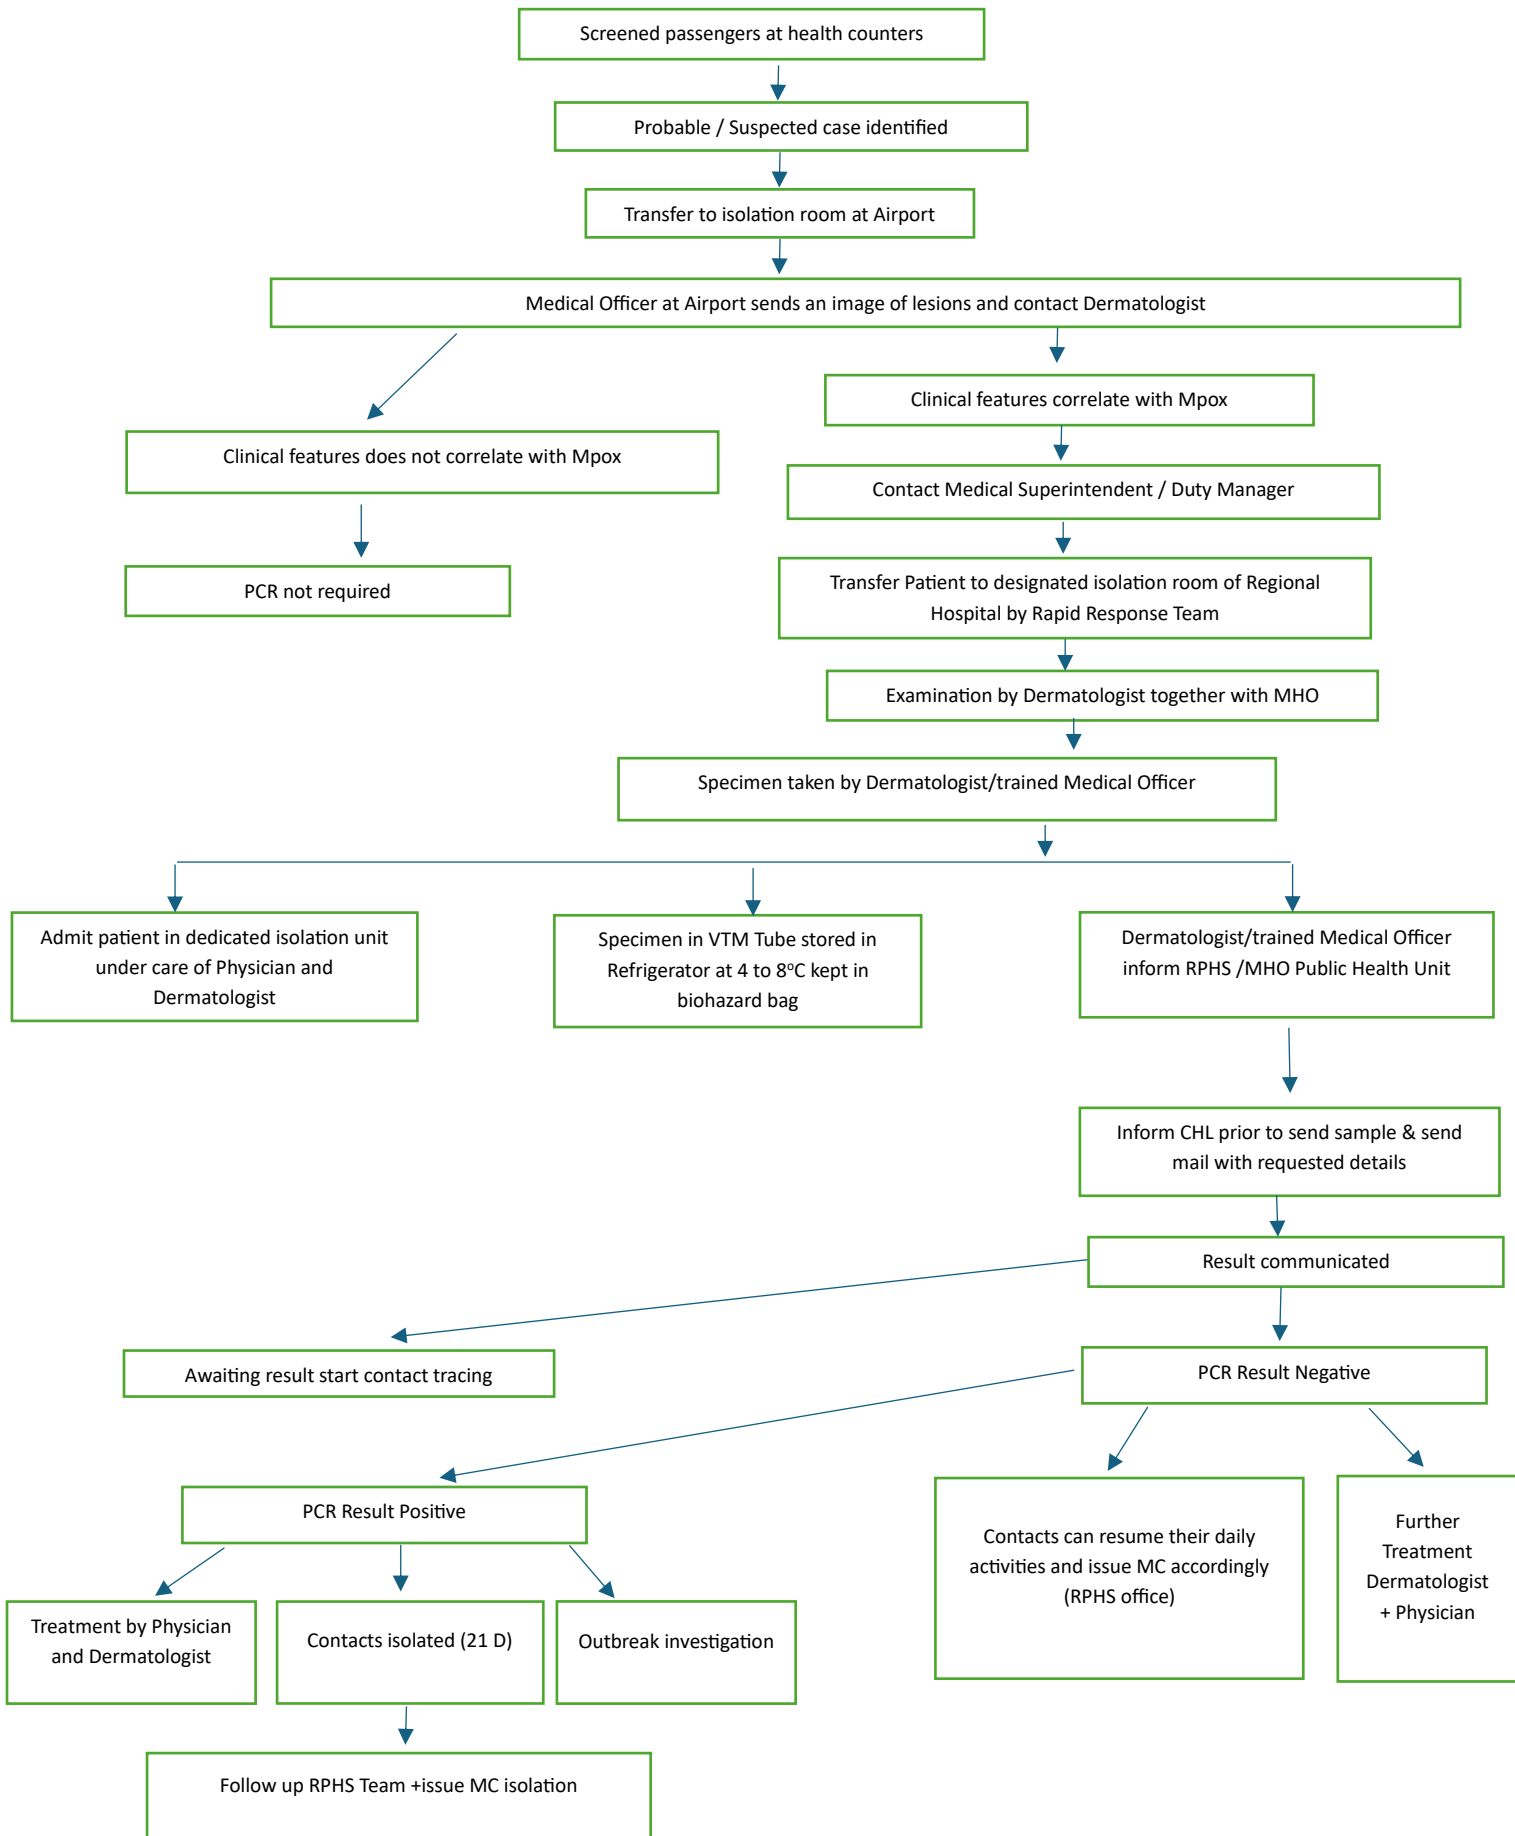 Screened passengers at health counters
Probable / Suspected case identified
Transfer to isolation room at Airport
Medical Officer at Airport sends an image of lesions and contact Dermatologist
Clinical features correlate with Mpox
Clinical features does not correlate with Mpox
Contact Medical Superintendent / Duty Manager
PCR not required
Transfer Patient to designated isolation room of Regional
Hospital by Rapid Response Team
Examination by Dermatologist together with MHO
Specimen taken by Dermatologist/trained Medical Officer
Admit patient in dedicated isolation unit
under care of Physician and
Dermatologist
Specimen in VTM Tube stored in
Refrigerator at 4 to 8°C kept in
biohazard bag
Dermatologist/trained Medical Officer
inform RPHS /MHO Public Health Unit
Inform CHL prior to send sample & send
mail with requested details
Result communicated
Awaiting result start contact tracing
PCR Result Negative
PCR Result Positive
Contacts can resume their daily
activities and issue MC accordingly
(RPHS office)
Further
Treatment
Dermatologist
+ Physician
Treatment by Physician
and Dermatologist
Contacts isolated (21 D)
Outbreak investigation
Follow up RPHS Team +issue MC isolation